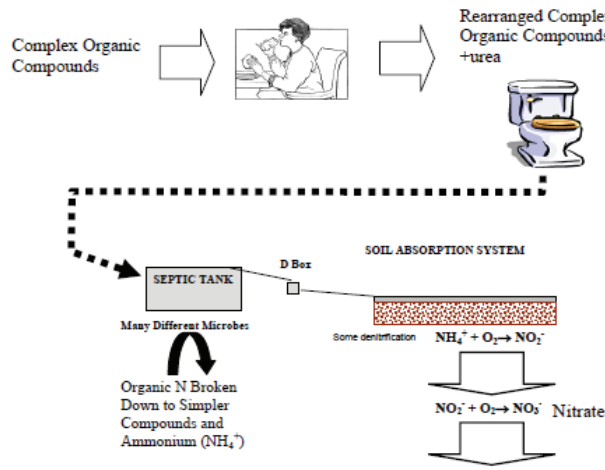 Complex Organic
Compounds
Rearranged Complex
Organic Compounds
+urea
SOIL ABSORPTION SYSTEM
D Box
SEPTIC TANK
Many Different Microbes
Some denitrification
NH₄⁺ + O₂→ NO₂⁻
Organic N Broken
Down to Simpler
Compounds and
Ammonium (NH₄⁺)
NO₂⁻ + O₂→ NO₃⁻ Nitrate